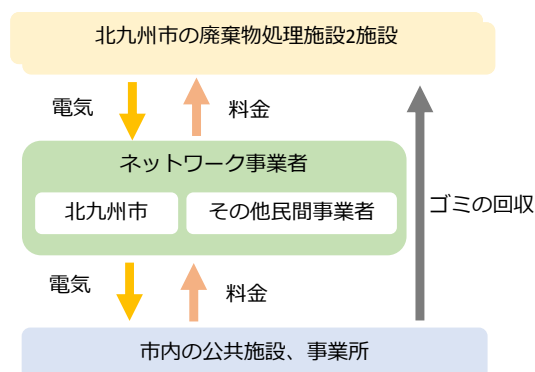 北九州市の廃棄物処理施設2施設
電気
料金
ネットワーク事業者
北九州市
その他民間事業者
ゴミの回収
電気
料金
市内の公共施設、事業所